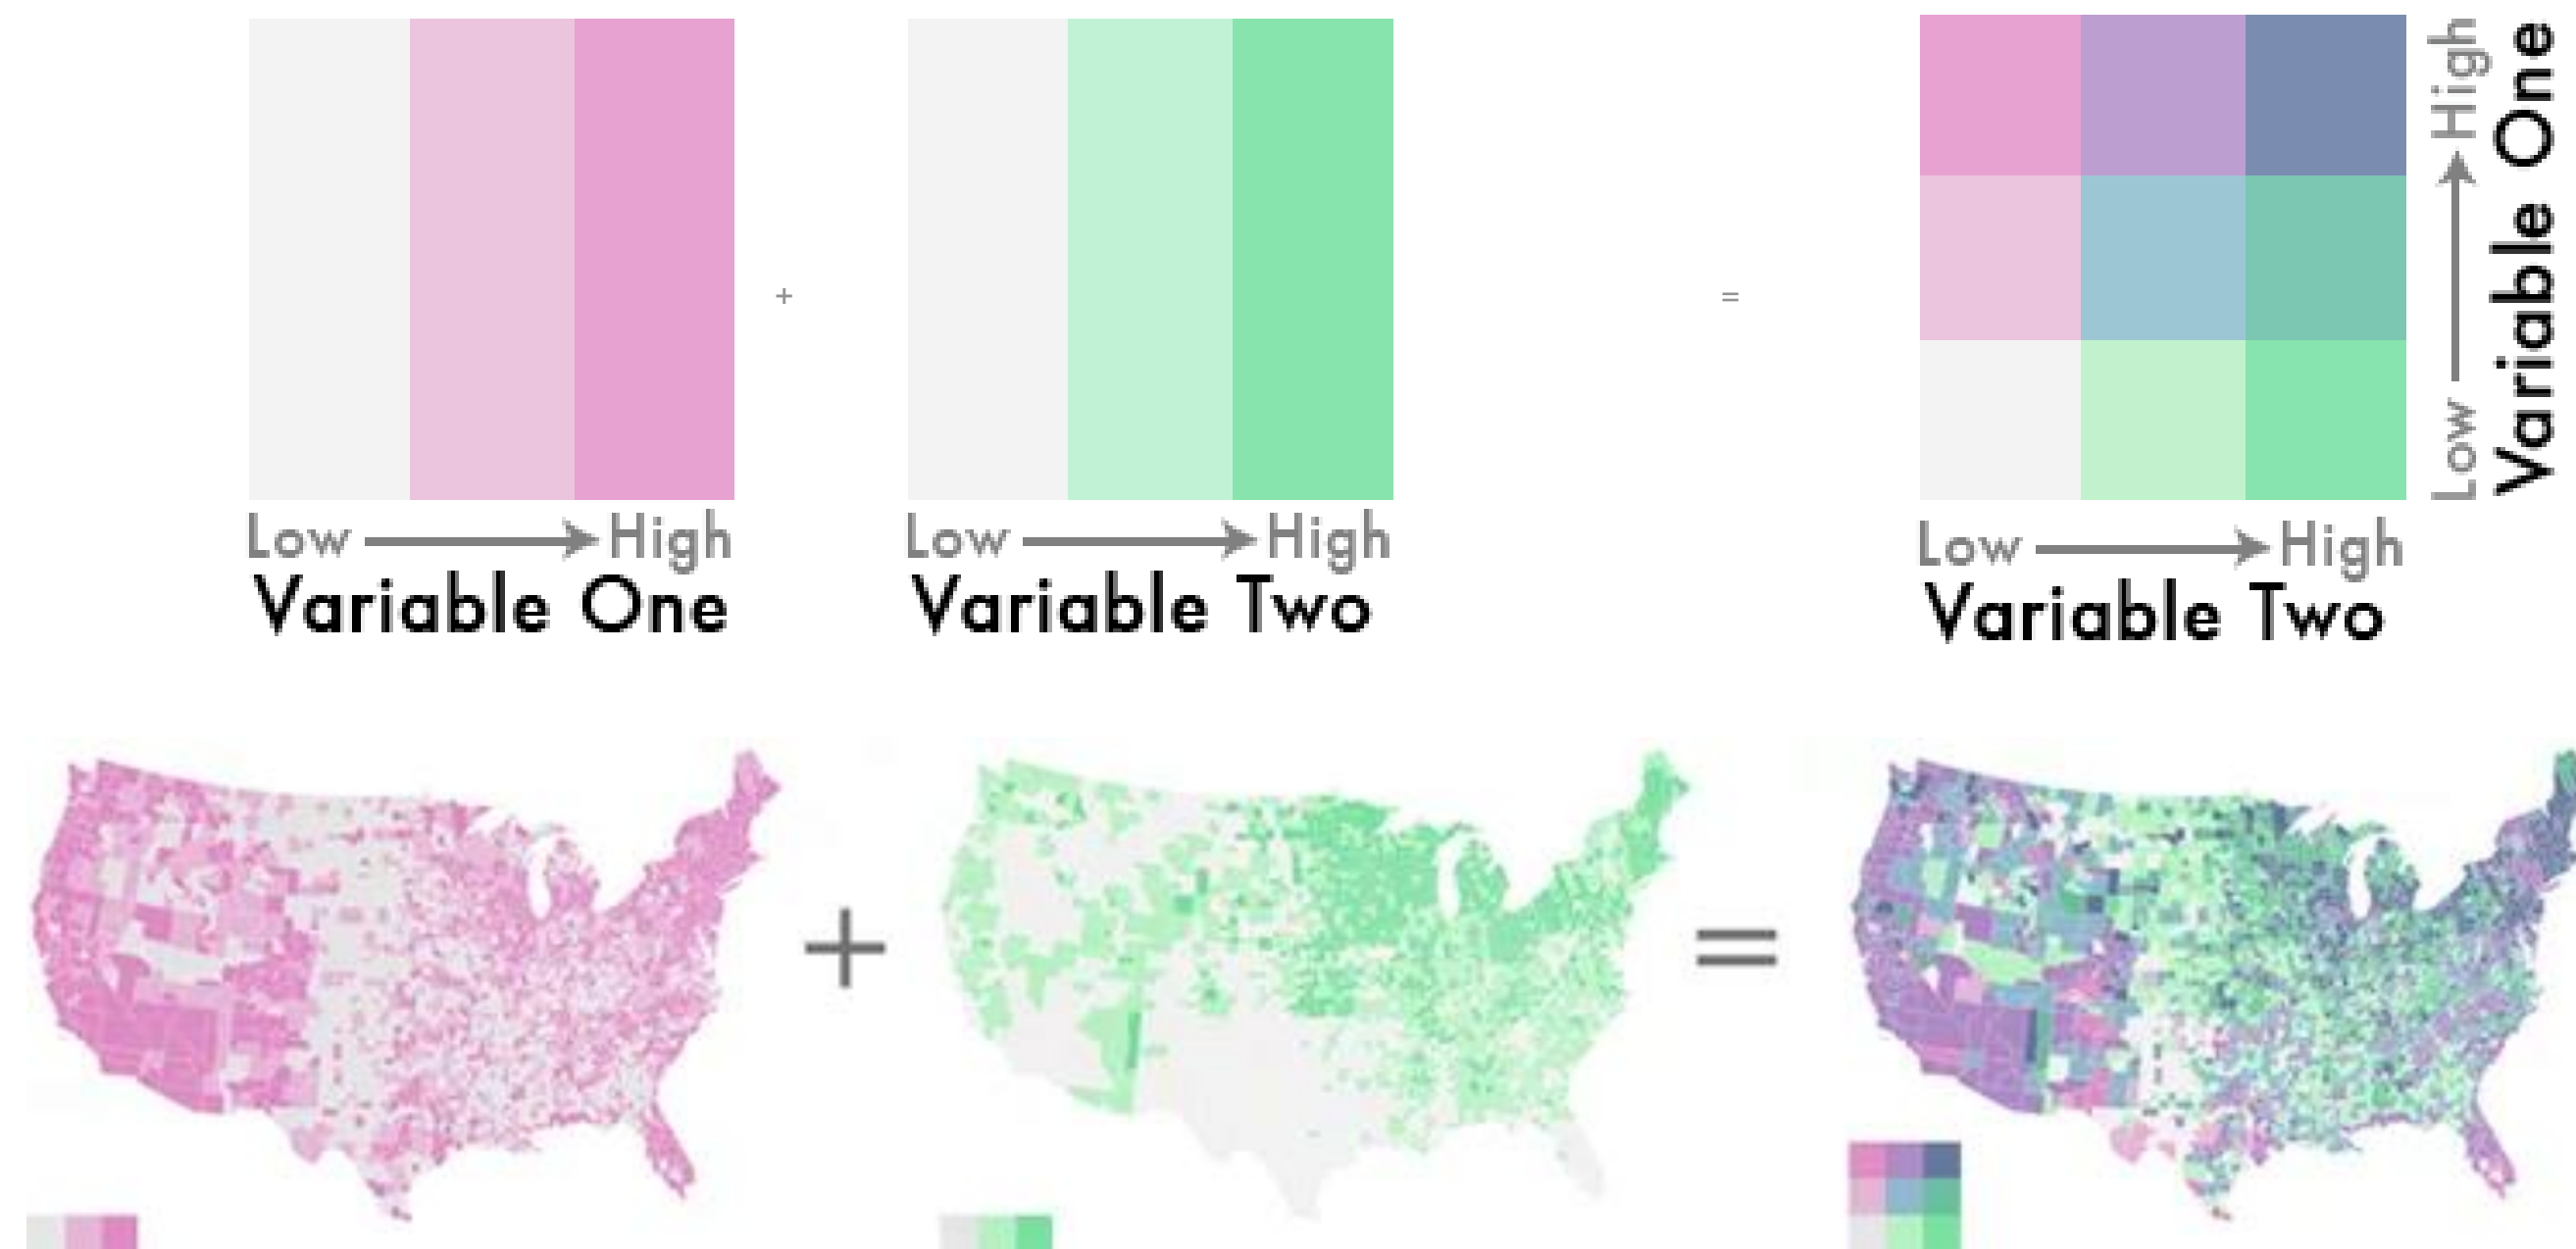 +
=
Low High
Variable One
Low High
Variable Two
Low High
Variable Two
Low High
Variable One
+
=